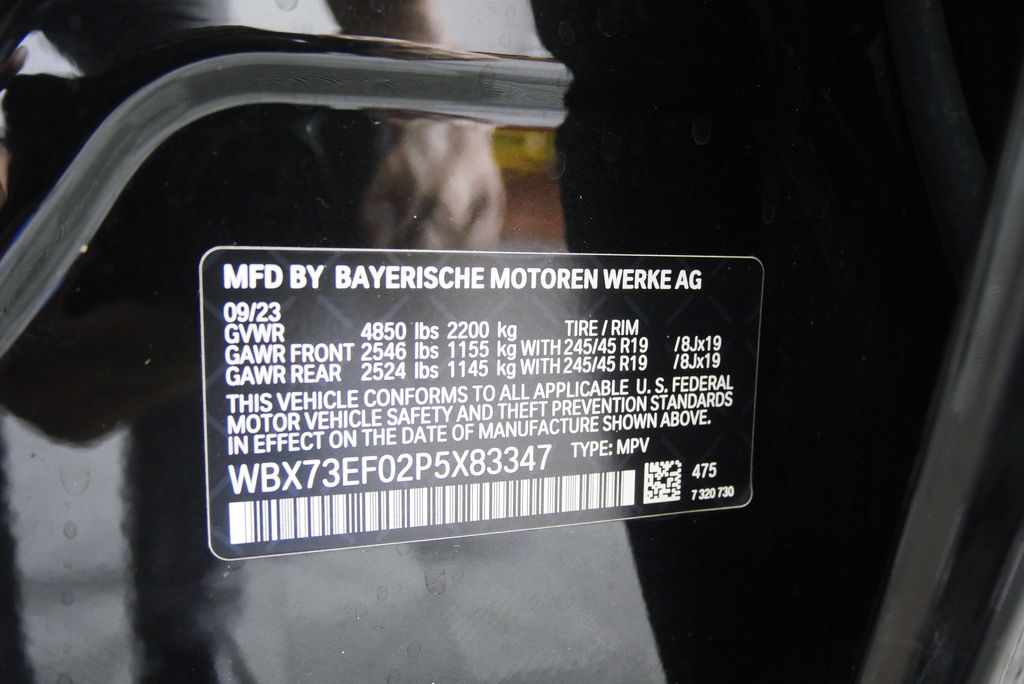 MFD BY BAYERISCHE MOTOREN WERKE AG
09/23
GVWR 4850 lbs 2200 kg TIRE / RIM
GAWR FRONT 2546 lbs 1155 kg WITH 245/45 R19 /8Jx19
GAWR REAR 2524 lbs 1145 kg WITH 245/45 R19 /8Jx19
THIS VEHICLE CONFORMS TO ALL APPLICABLE U.S. FEDERAL
MOTOR VEHICLE SAFETY AND THEFT PREVENTION STANDARDS
IN EFFECT ON THE DATE OF MANUFACTURE SHOWN ABOVE.
WBX73EF02P5X83347 TYPE: MPV
475
7 320 730